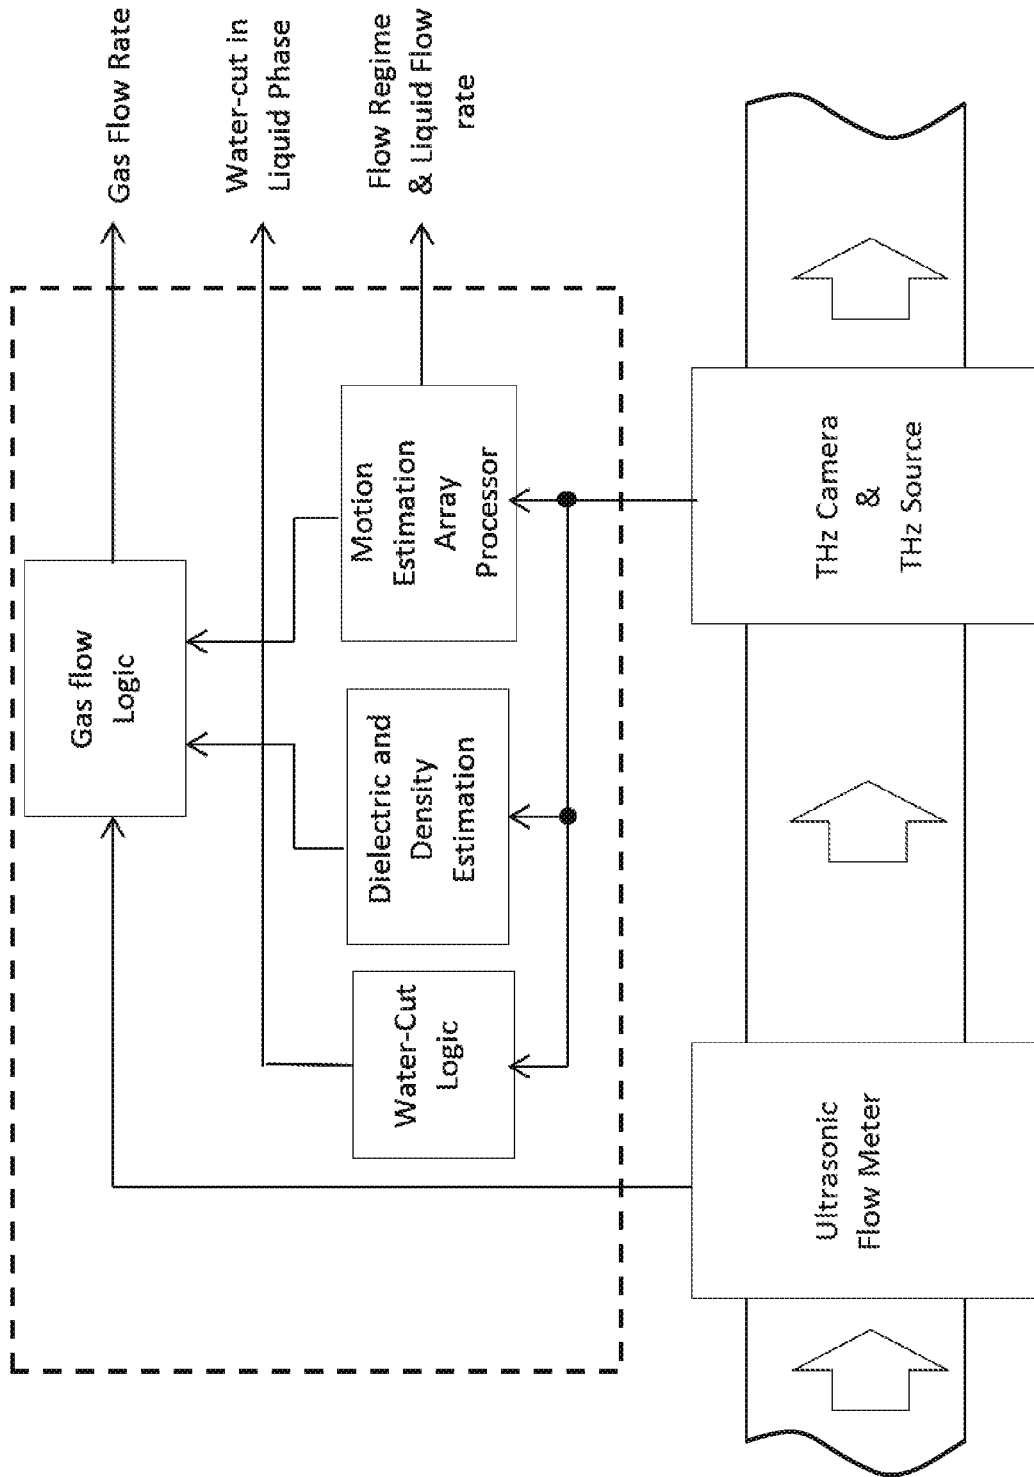 Gas flow
Logic
Gas Flow Rate
Water-cut in
Liquid Phase
Water-Cut
Logic
Dielectric and
Density
Estimation
Motion
Estimation
Array
Processor
Flow Regime
& Liquid Flow
rate
Ultrasonic
Flow Meter
THz Camera
&
THz Source